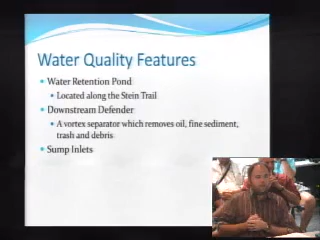 Water Quality Features
Water Retention Pond
Located along the Stein Trail
Downstream Defender
A vortex separator which removes oil, fine sediment,
trash and debris
Sump Inlets